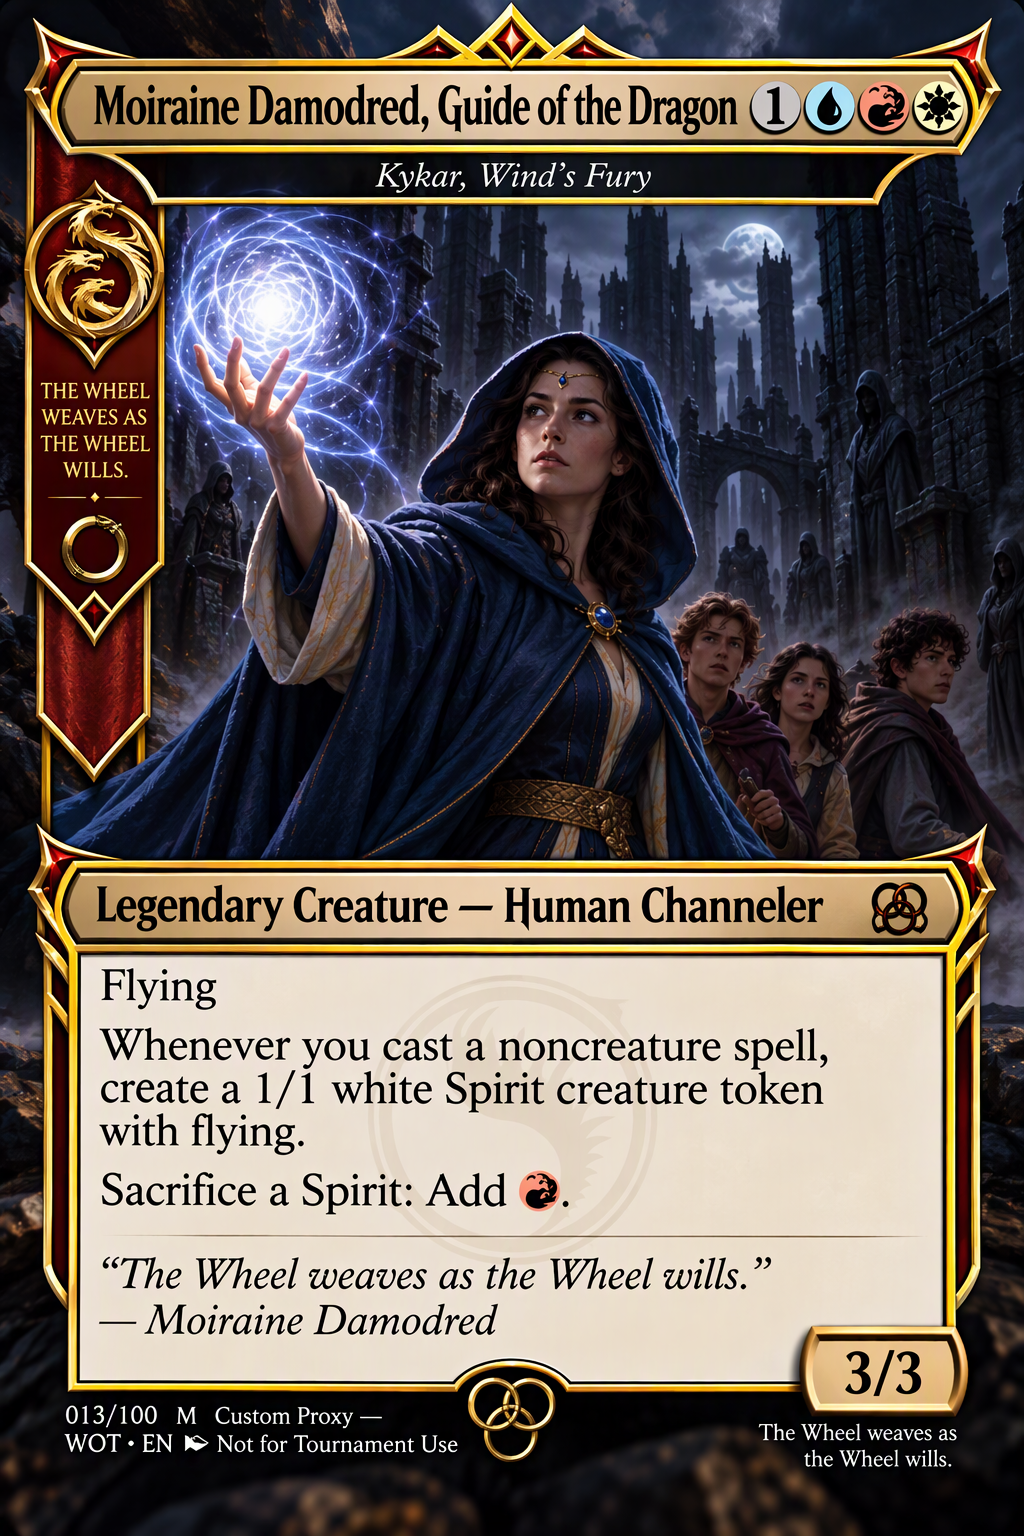 Moiraine Damodred, Guide of the Dragon 1
Kykar, Wind's Fury
THE WHEEL
WEAVES AS
THE WHEEL
WILLS.
Legendary Creature — Human Channeler
Flying
Whenever you cast a noncreature spell,
create a 1/1 white Spirit creature token
with flying.
Sacrifice a Spirit: Add .
“The Wheel weaves as the Wheel wills.”
— Moiraine Damodred
3/3
013/100 M Custom Proxy —
WOT • EN Not for Tournament Use
The Wheel weaves as
the Wheel wills.